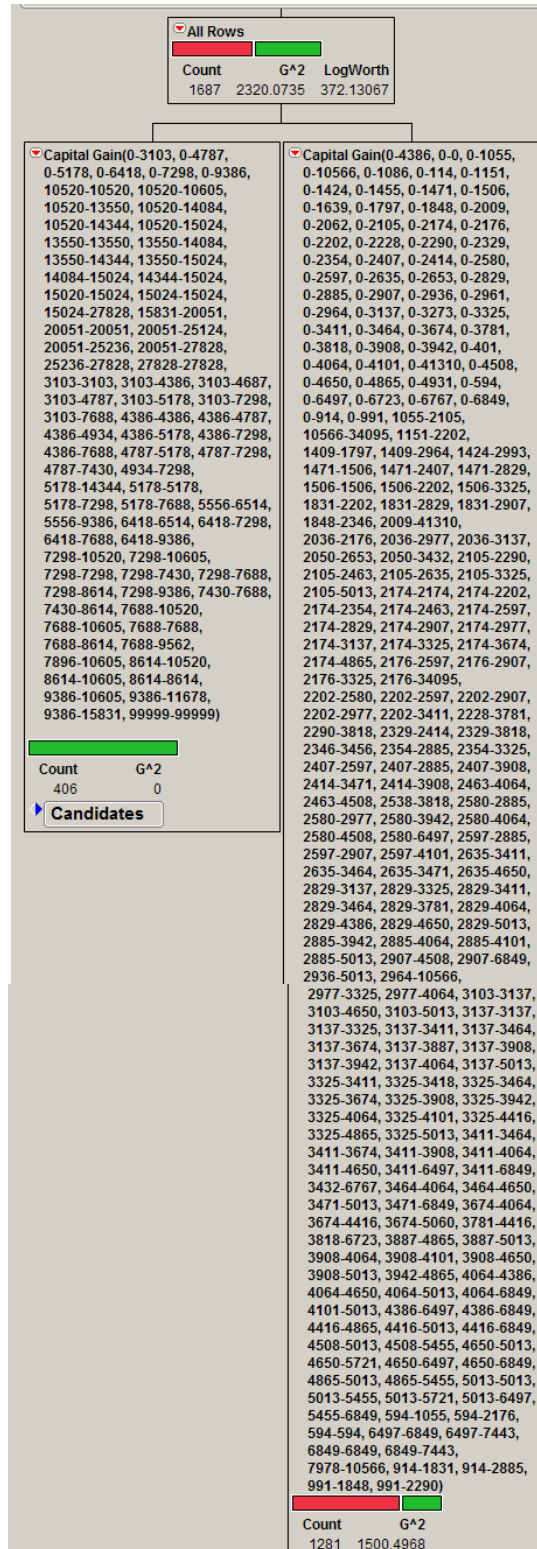 All Rows
Count G^2 LogWorth
1687 2320.0735 372.13067
Capital Gain(0-3103, 0-4787,
0-5178, 0-6418, 0-7298, 0-9386,
10520-10520, 10520-10605,
10520-13550, 10520-14084,
10520-14344, 10520-15024,
13550-13550, 13550-14084,
13550-14344, 13550-15024,
14084-15024, 14344-15024,
15020-15024, 15024-15024,
15024-27828, 15831-20051,
20051-20051, 20051-25124,
20051-25236, 20051-27828,
25236-27828, 27828-27828,
3103-3103, 3103-4386, 3103-4687,
3103-4787, 3103-5178, 3103-7298,
3103-7688, 4386-4386, 4386-4787,
4386-4934, 4386-5178, 4386-7298,
4386-7688, 4787-5178, 4787-7298,
4787-7430, 4934-7298,
5178-14344, 5178-5178,
5178-7298, 5178-7688, 5556-6514,
5556-9386, 6418-6514, 6418-7298,
6418-7688, 6418-9386,
7298-10520, 7298-10605,
7298-7298, 7298-7430, 7298-7688,
7298-8614, 7298-9386, 7430-7688,
7430-8614, 7688-10520,
7688-10605, 7688-7688,
7688-8614, 7688-9562,
7896-10605, 8614-10520,
8614-10605, 8614-8614,
9386-10605, 9386-11678,
9386-15831, 99999-99999)
Count G^2
406 0
Candidates
Capital Gain(0-4386, 0-0, 0-1055,
0-10566, 0-1086, 0-114, 0-1151,
0-1424, 0-1455, 0-1471, 0-1506,
0-1639, 0-1797, 0-1848, 0-2009,
0-2062, 0-2105, 0-2174, 0-2176,
0-2202, 0-2228, 0-2290, 0-2329,
0-2354, 0-2407, 0-2414, 0-2580,
0-2597, 0-2635, 0-2653, 0-2829,
0-2885, 0-2907, 0-2936, 0-2961,
0-2964, 0-3137, 0-3273, 0-3325,
0-3411, 0-3464, 0-3674, 0-3781,
0-3818, 0-3908, 0-3942, 0-401,
0-4064, 0-4101, 0-41310, 0-4508,
0-4650, 0-4865, 0-4931, 0-594,
0-6497, 0-6723, 0-6767, 0-6849,
0-914, 0-991, 1055-2105,
10566-34095, 1151-2202,
1409-1797, 1409-2964, 1424-2993,
1471-1506, 1471-2407, 1471-2829,
1506-1506, 1506-2202, 1506-3325,
1831-2202, 1831-2829, 1831-2907,
1848-2346, 2009-41310,
2036-2176, 2036-2977, 2036-3137,
2050-2653, 2050-3432, 2105-2290,
2105-2463, 2105-2635, 2105-3325,
2105-5013, 2174-2174, 2174-2202,
2174-2354, 2174-2463, 2174-2597,
2174-2829, 2174-2907, 2174-2977,
2174-3137, 2174-3325, 2174-3674,
2174-4865, 2176-2597, 2176-2907,
2176-3325, 2176-34095,
2202-2580, 2202-2597, 2202-2907,
2202-2977, 2202-3411, 2228-3781,
2290-3818, 2329-2414, 2329-3818,
2346-3456, 2354-2885, 2354-3325,
2407-2597, 2407-2885, 2407-3908,
2414-3471, 2414-3908, 2463-4064,
2463-4508, 2538-3818, 2580-2885,
2580-2977, 2580-3942, 2580-4064,
2580-4508, 2580-6497, 2597-2885,
2597-2907, 2597-4101, 2635-3411,
2635-3464, 2635-3471, 2635-4650,
2829-3137, 2829-3325, 2829-3411,
2829-3464, 2829-3781, 2829-4064,
2829-4386, 2829-4650, 2829-5013,
2885-3942, 2885-4064, 2885-4101,
2885-5013, 2907-4508, 2907-6849,
2936-5013, 2964-10566,
2977-3325, 2977-4064, 3103-3137,
3103-4650, 3103-5013, 3137-3137,
3137-3325, 3137-3411, 3137-3464,
3137-3674, 3137-3887, 3137-3908,
3137-3942, 3137-4064, 3137-5013,
3325-3411, 3325-3418, 3325-3464,
3325-3674, 3325-3908, 3325-3942,
3325-4064, 3325-4101, 3325-4416,
3325-4865, 3325-5013, 3411-3464,
3411-3674, 3411-3908, 3411-4064,
3411-4650, 3411-6497, 3411-6849,
3432-6767, 3464-4064, 3464-4650,
3471-5013, 3471-6849, 3674-4064,
3674-4416, 3674-5060, 3781-4416,
3818-6723, 3887-4865, 3887-5013,
3908-4064, 3908-4101, 3908-4650,
3908-5013, 3942-4865, 4064-4386,
4064-4650, 4064-5013, 4064-6849,
4101-5013, 4386-6497, 4386-6849,
4416-4865, 4416-5013, 4416-6849,
4508-5013, 4508-5455, 4650-5013,
4650-5721, 4650-6497, 4650-6849,
4865-5013, 4865-5455, 5013-5013,
5013-5455, 5013-5721, 5013-6497,
5455-6849, 594-1055, 594-2176,
594-594, 6497-6849, 6497-7443,
6849-6849, 6849-7443,
7978-10566, 914-1831, 914-2885,
991-1848, 991-2290)
Count G^2
1281 1500.4968